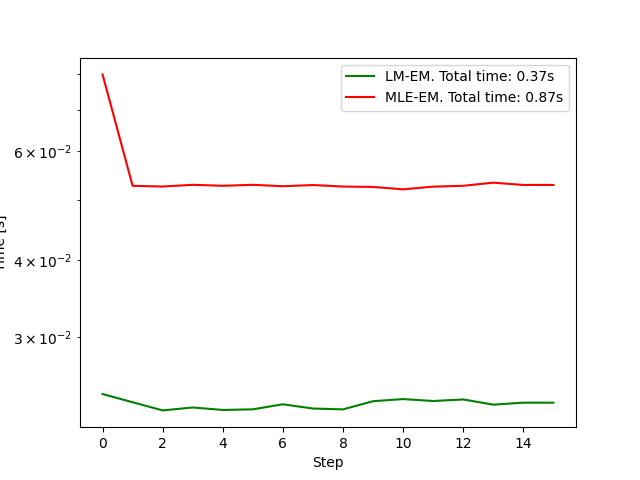 LM-EM. Total time: 0.37s
MLE-EM. Total time: 0.87s
6 × 10⁻²
4 × 10⁻²
3 × 10⁻²
[s]
0 2 4 6 8 10 12 14
Step